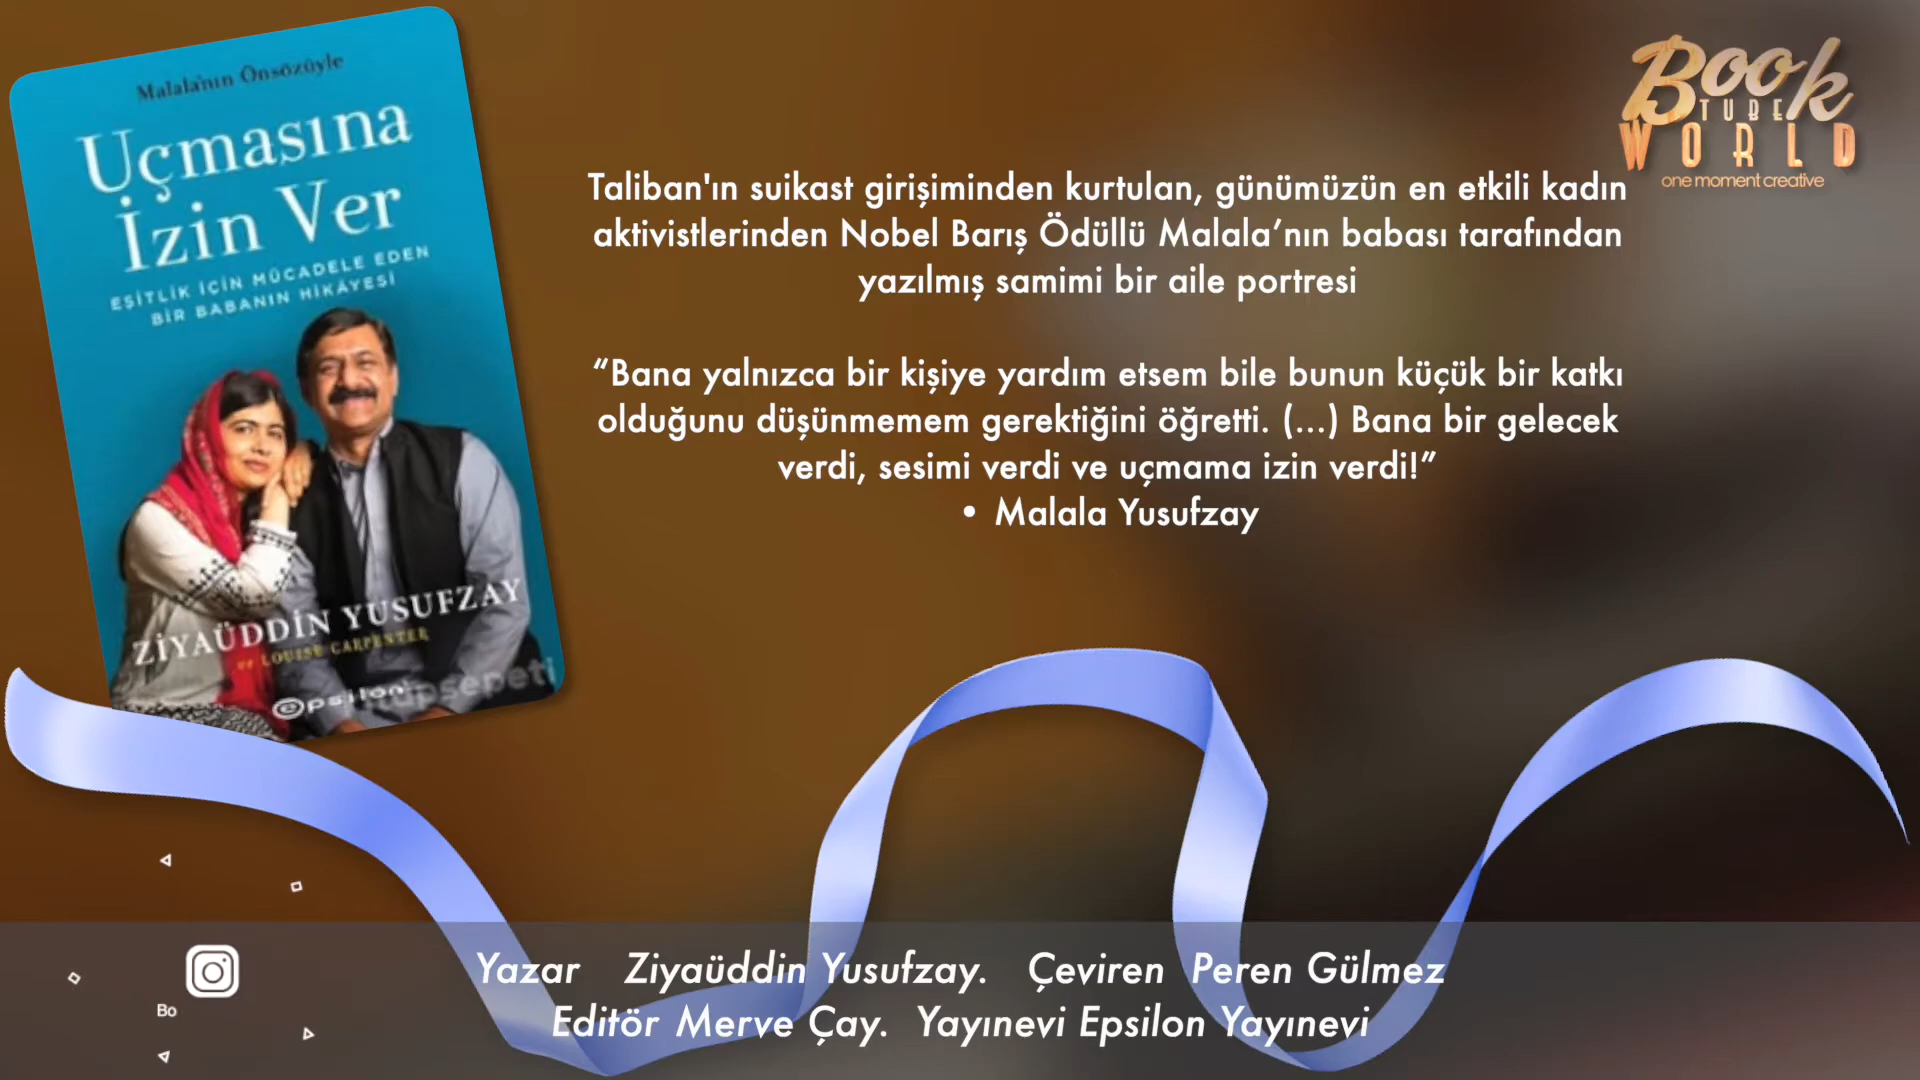 Malala'nın Önsözüyle
Uçmasına
İzin Ver
EŞİTLİK İÇİN MÜCADELE EDEN
BİR BABANIN HİKÂYESİ
ZİYAÜDDİN YUSUFZAY
ve LOUISE CARPENTER
epsilon
Book
TUBE
WORLD
one moment creative
Taliban'ın suikast girişiminden kurtulan, günümüzün en etkili kadın
aktivistlerinden Nobel Barış Ödüllü Malala’nın babası tarafından
yazılmış samimi bir aile portresi
“Bana yalnızca bir kişiye yardım etsem bile bunun küçük bir katkı
olduğunu düşünmemem gerektiğini öğretti. (...) Bana bir gelecek
verdi, sesimi verdi ve uçmama izin verdi!”
• Malala Yusufzay
Bo
Yazar Ziyaüddin Yusufzay. Çeviren Peren Gülmez
Editör Merve Çay. Yayınevi Epsilon Yayınevi